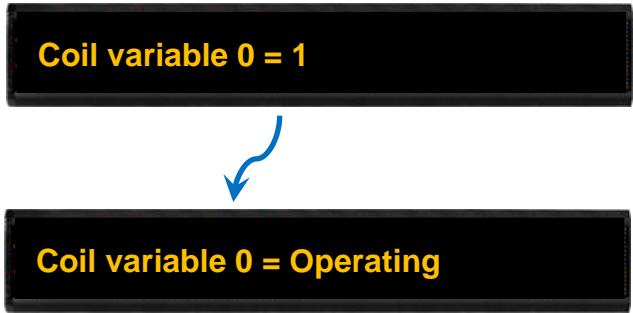 Coil variable 0 = 1
Coil variable 0 = Operating